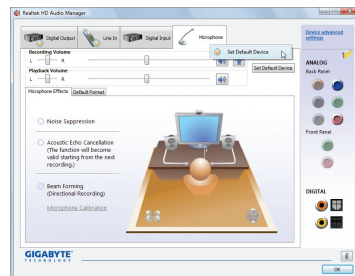 Realtek HD Audio Manager
Digital Output
Line In
Digital Input
Microphone
Device advanced
settings
Set Default Device
Recording Volume
L
R
Set Default Device
Playback Volume
L
R
ANALOG
Back Panel
Microphone Effects
Default Format
Noise Suppression
Acoustic Echo Cancellation
(The function will become
valid starting from the next
recording.)
Beam Forming
(Directional Recording)
Microphone Calibration
Front Panel
DIGITAL
GIGABYTE
TECHNOLOGY
i
OK